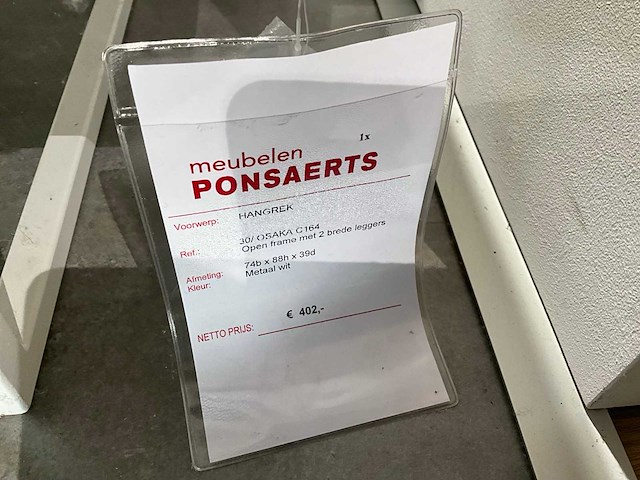 1x
meubelen
PONSAERTS
Voorwerp: HANGREK
Ref.: 30/ OSAKA C164
Open frame met 2 brede leggers
Afmeting: 74b x 88h x 39d
Kleur: Metaal wit
€ 402,-
NETTO PRIJS: